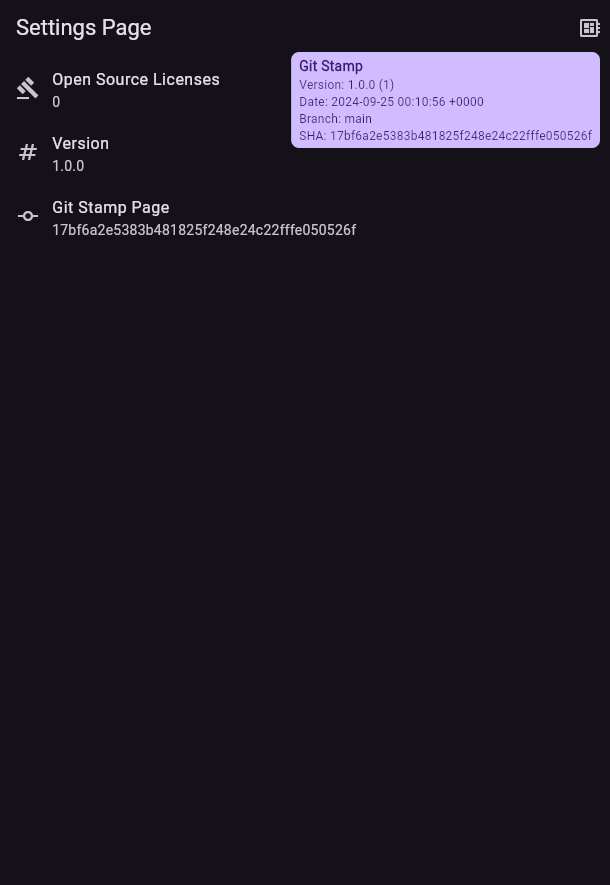 Settings Page
Git Stamp
Version: 1.0.0 (1)
Date: 2024-09-25 00:10:56 +0000
Branch: main
SHA: 17bf6a2e5383b481825f248e24c22fffe050526f
Open Source Licenses
0
Version
1.0.0
Git Stamp Page
17bf6a2e5383b481825f248e24c22fffe050526f